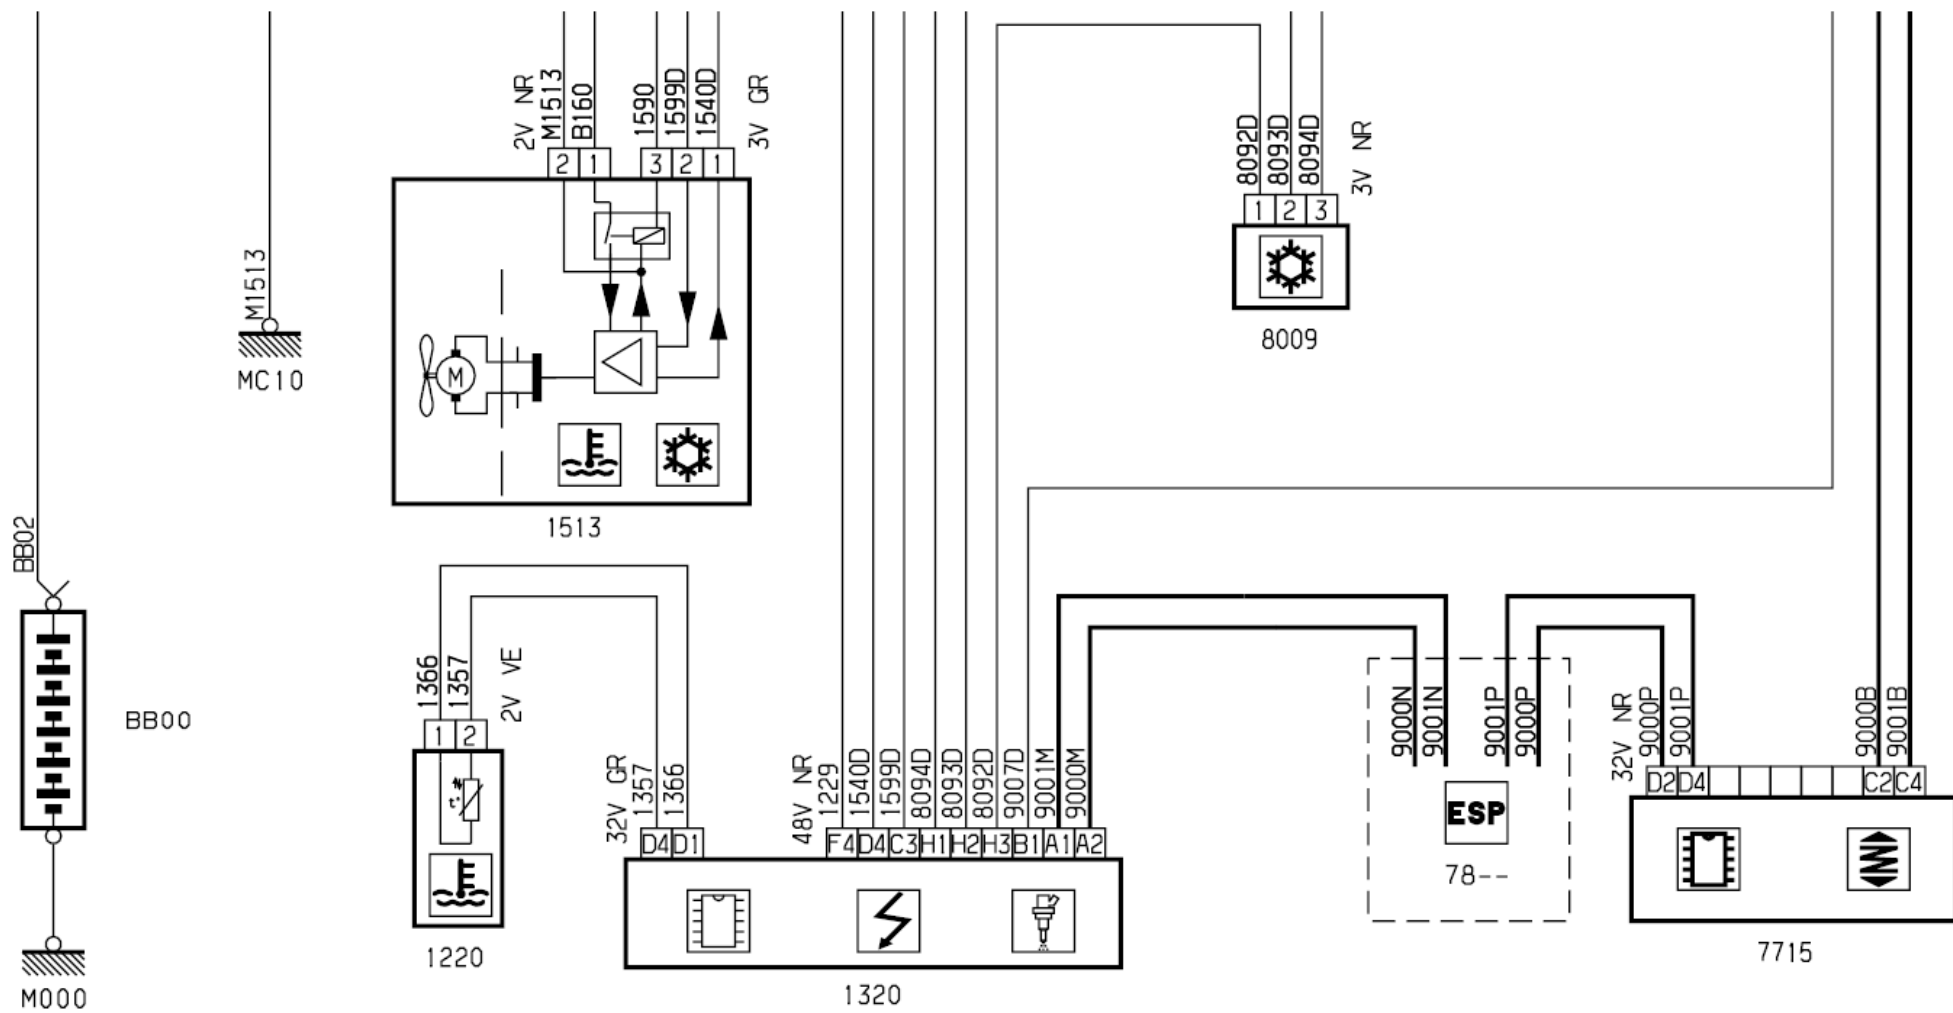 2V NR
M1513
B160
1590
1599D
1540D
3V GR
2
1
3
2
1
M
1513
M1513
MC10
8092D
8093D
8094D
3V NR
1
2
3
8009
BB02
BB00
M000
1366
1357
2V VE
1
2
t°
1220
32V GR
1357
1366
D4
D1
48V NR
1229
1540D
1599D
8094D
8093D
8092D
9007D
9001M
9000M
F4
D4
C3
H1
H2
H3
B1
A1
A2
1320
9000N
9001N
9001P
9000P
ESP
78--
32V NR
9000P
9001P
9000B
9001B
D2
D4
C2
C4
7715